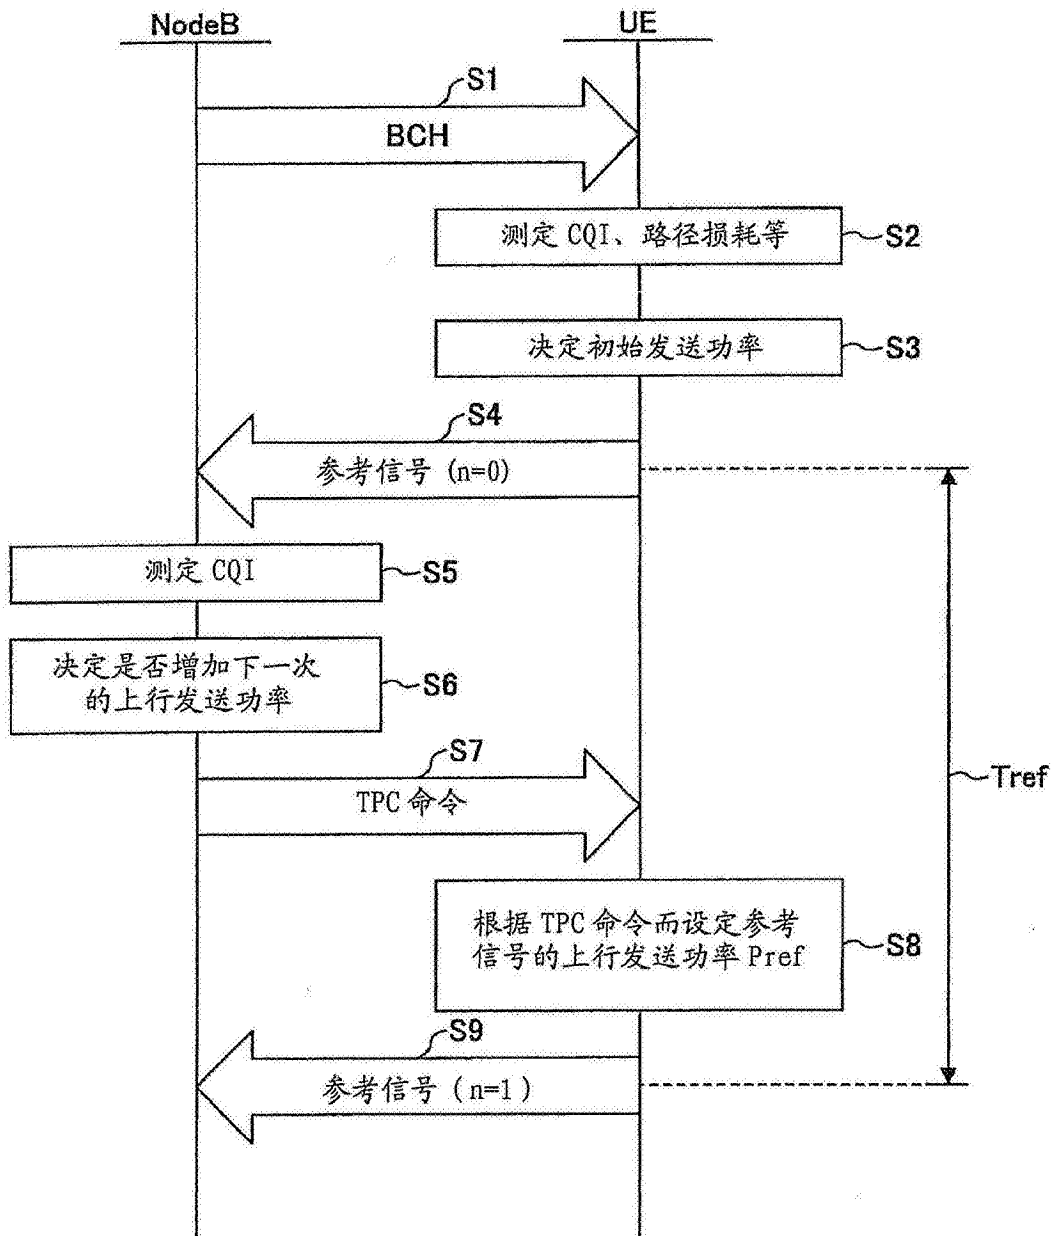 NodeB
UE
S1
BCH
测定 CQI、路径损耗等
S2
决定初始发送功率
S3
S4
参考信号 (n=0)
测定 CQI
S5
决定是否增加下一次
的上行发送功率
S6
S7
TPC 命令
Tref
根据 TPC 命令而设定参考
信号的上行发送功率 Pref
S8
S9
参考信号 (n=1)